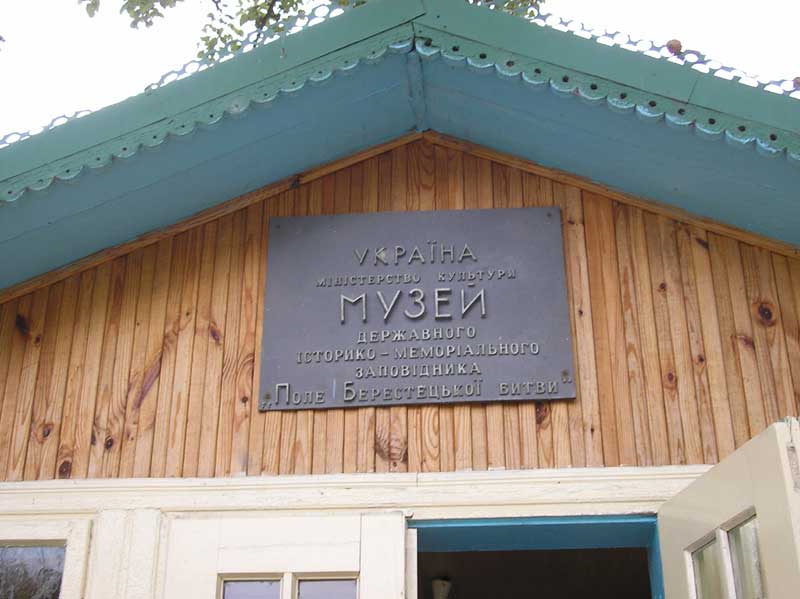 УКРАЇНА
МІНІСТЕРСТВО КУЛЬТУРИ
МУЗЕЙ
ДЕРЖАВНОГО
ІСТОРИКО-МЕМОРІАЛЬНОГО
ЗАПОВІДНИКА
„Поле Берестецької битви"